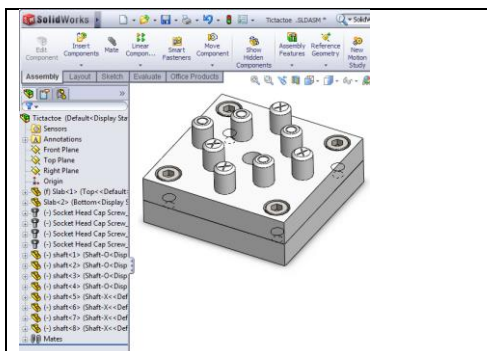 SolidWorks
Tictactoe .SLDASM *
Edit Component
Insert Components
Mate
Linear Compon...
Smart Fasteners
Move Component
Show Hidden Components
Assembly Features
Reference Geometry
New Motion Study
Assembly Layout Sketch Evaluate Office Products
Tictactoe (Default<Display Sta
Sensors
Annotations
Front Plane
Top Plane
Right Plane
Origin
(f) Slab<1> (Top<<Default
Slab<2> (Bottom<Display S
(-) Socket Head Cap Screw_
(-) Socket Head Cap Screw_
(-) Socket Head Cap Screw_
(-) Socket Head Cap Screw_
(-) shaft<1> (Shaft-O<Disp
(-) shaft<2> (Shaft-O<Disp
(-) shaft<3> (Shaft-O<Disp
(-) shaft<4> (Shaft-O<Disp
(-) shaft<5> (Shaft-X<<Def
(-) shaft<6> (Shaft-X<<Def
(-) shaft<7> (Shaft-X<<Def
(-) shaft<8> (Shaft-X<<Def
Mates